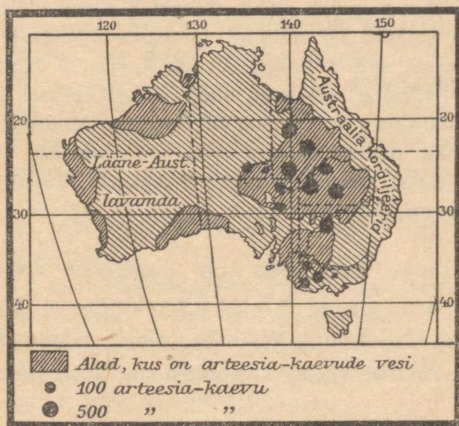 120 130 140 150
20 20
Austraalia Kordiljeerid
Lääne-Aust.
lavamaa
30 30
40 40
Alad, kus on arteesia-kaevude vesi
100 arteesia-kaevu
500 " "